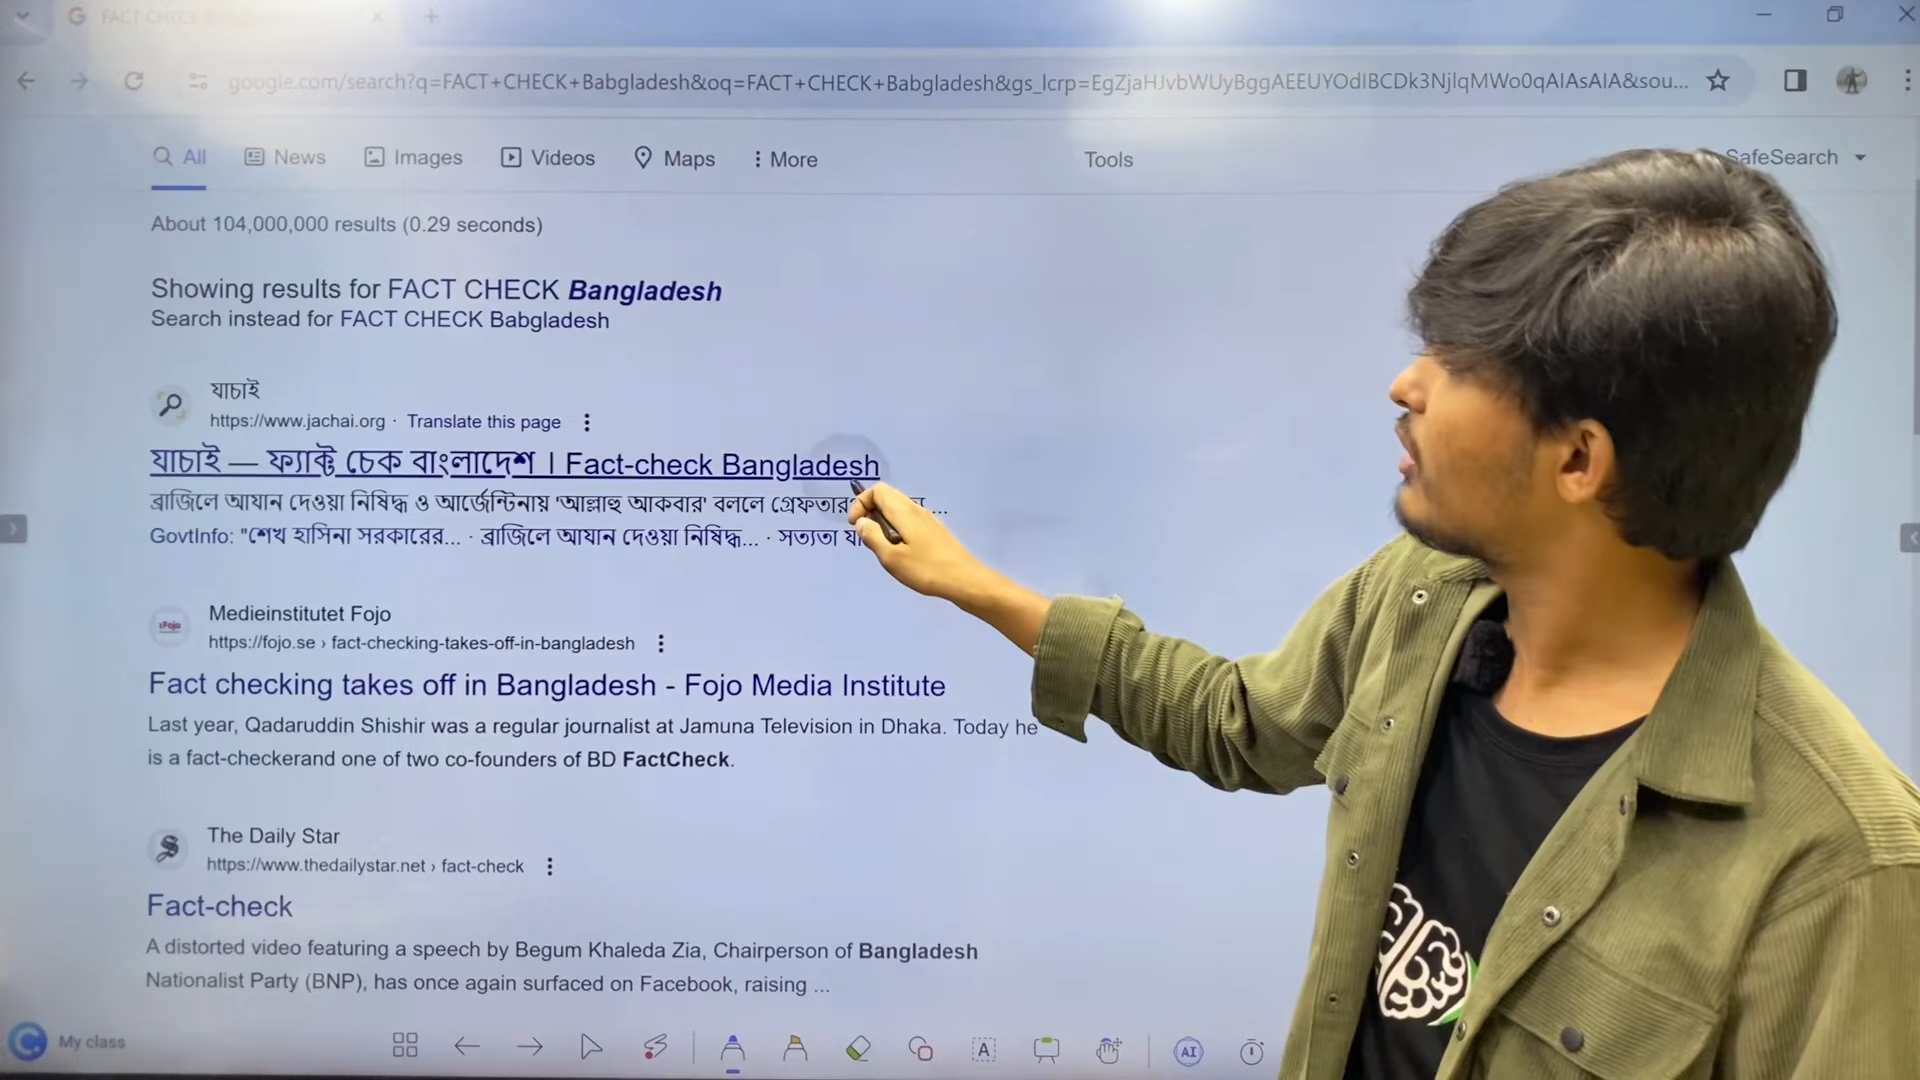 FACT CHECK
google.com/search?q=FACT+CHECK+Babgladesh&oq=FACT+CHECK+Babgladesh&gs_lcrp=EgZjaHJvbWUyBggAEEUYOdIBCDk3NjlqMWo0qAIAsAIA&sou...
All News Images Videos Maps More Tools SafeSearch
About 104,000,000 results (0.29 seconds)
Showing results for FACT CHECK Bangladesh
Search instead for FACT CHECK Babgladesh
যাচাই
https://www.jachai.org · Translate this page
যাচাই — ফ্যাক্ট চেক বাংলাদেশ । Fact-check Bangladesh
ব্রাজিলে আযান দেওয়া নিষিদ্ধ ও আর্জেন্টিনায় 'আল্লাহু আকবার' বললে গ্রেফতার ...
GovtInfo: "শেখ হাসিনা সরকারের... · ব্রাজিলে আযান দেওয়া নিষিদ্ধ... · সত্যতা
Medieinstitutet Fojo
Fojo
https://fojo.se › fact-checking-takes-off-in-bangladesh
Fact checking takes off in Bangladesh - Fojo Media Institute
Last year, Qadaruddin Shishir was a regular journalist at Jamuna Television in Dhaka. Today he
is a fact-checkerand one of two co-founders of BD FactCheck.
The Daily Star
https://www.thedailystar.net › fact-check
Fact-check
A distorted video featuring a speech by Begum Khaleda Zia, Chairperson of Bangladesh
Nationalist Party (BNP), has once again surfaced on Facebook, raising ...
My class
A
AI